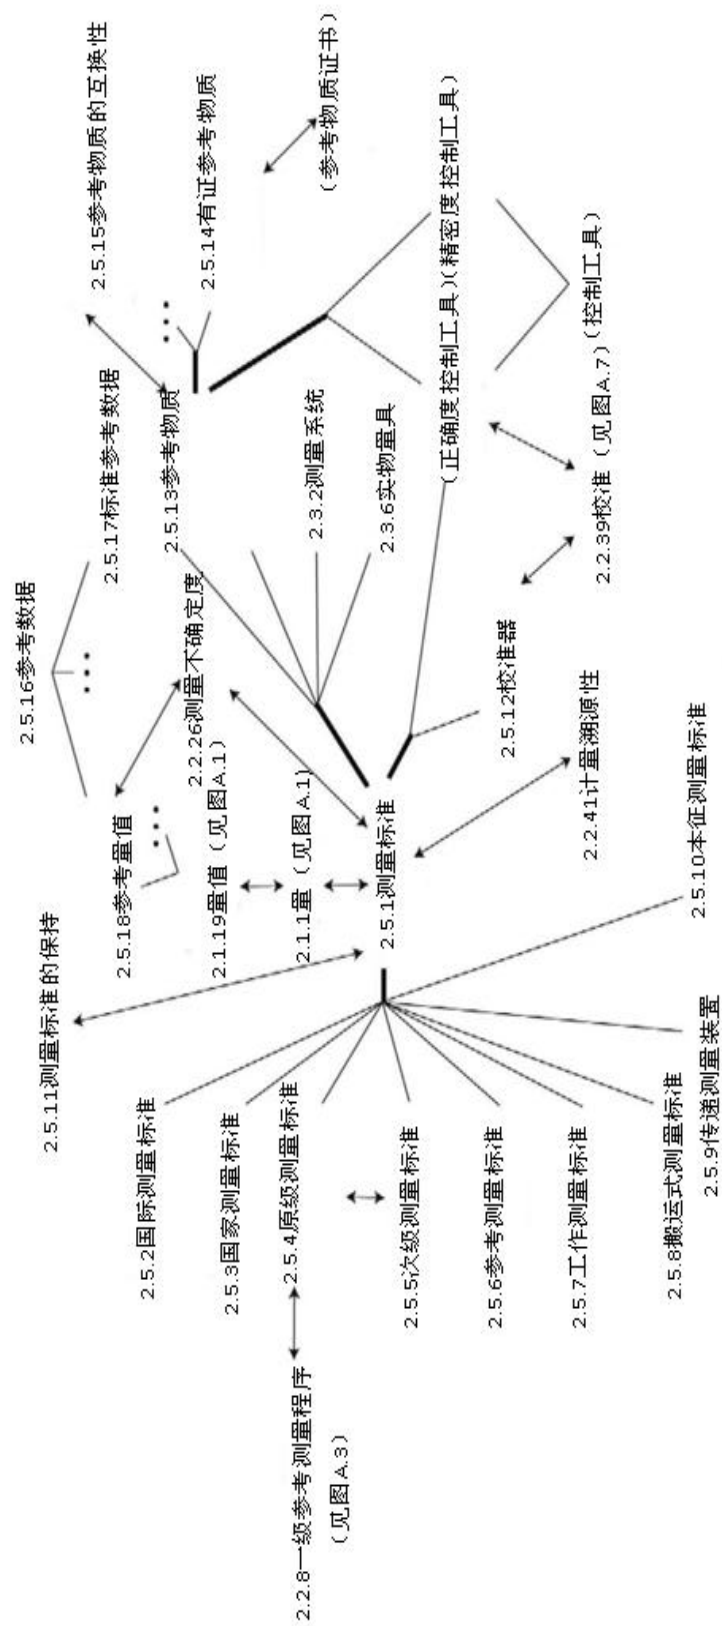 2.5.16参考数据
2.5.11测量标准的保持
2.5.15参考物质的互换性
2.5.17标准参考数据
2.5.18参考量值
2.5.2国际测量标准
2.5.13参考物质
2.5.14有证参考物质
2.2.26测量不确定度
2.1.19量值（见图A.1）
2.5.3国家测量标准
2.2.8一级参考测量程序
（见图A.3）
2.5.4原级测量标准
2.1.1量（见图A.1）
2.3.2测量系统
（参考物质证书）
2.5.5次级测量标准
2.5.1测量标准
2.3.6实物量具
（正确度控制工具）
（精密度控制工具）
2.5.6参考测量标准
2.5.12校准器
2.5.7工作测量标准
2.2.41计量溯源性
2.2.39校准（见图A.7）
（控制工具）
2.5.8搬运式测量标准
2.5.9传递测量装置
2.5.10本征测量标准